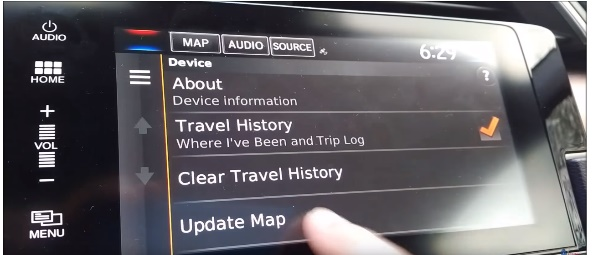 AUDIO
HOME
+
VOL
−
MENU
MAP
AUDIO
SOURCE
6:29
Device
?
About
Device information
Travel History
Where I've Been and Trip Log
Clear Travel History
Update Map